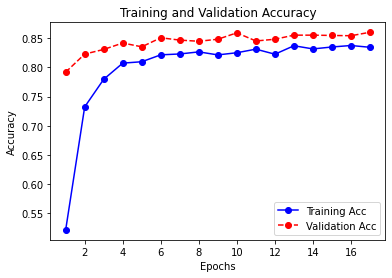 Training and Validation Accuracy
Accuracy
0.85
0.80
0.75
0.70
0.65
0.60
0.55
Training Acc
Validation Acc
2 4 6 8 10 12 14 16
Epochs